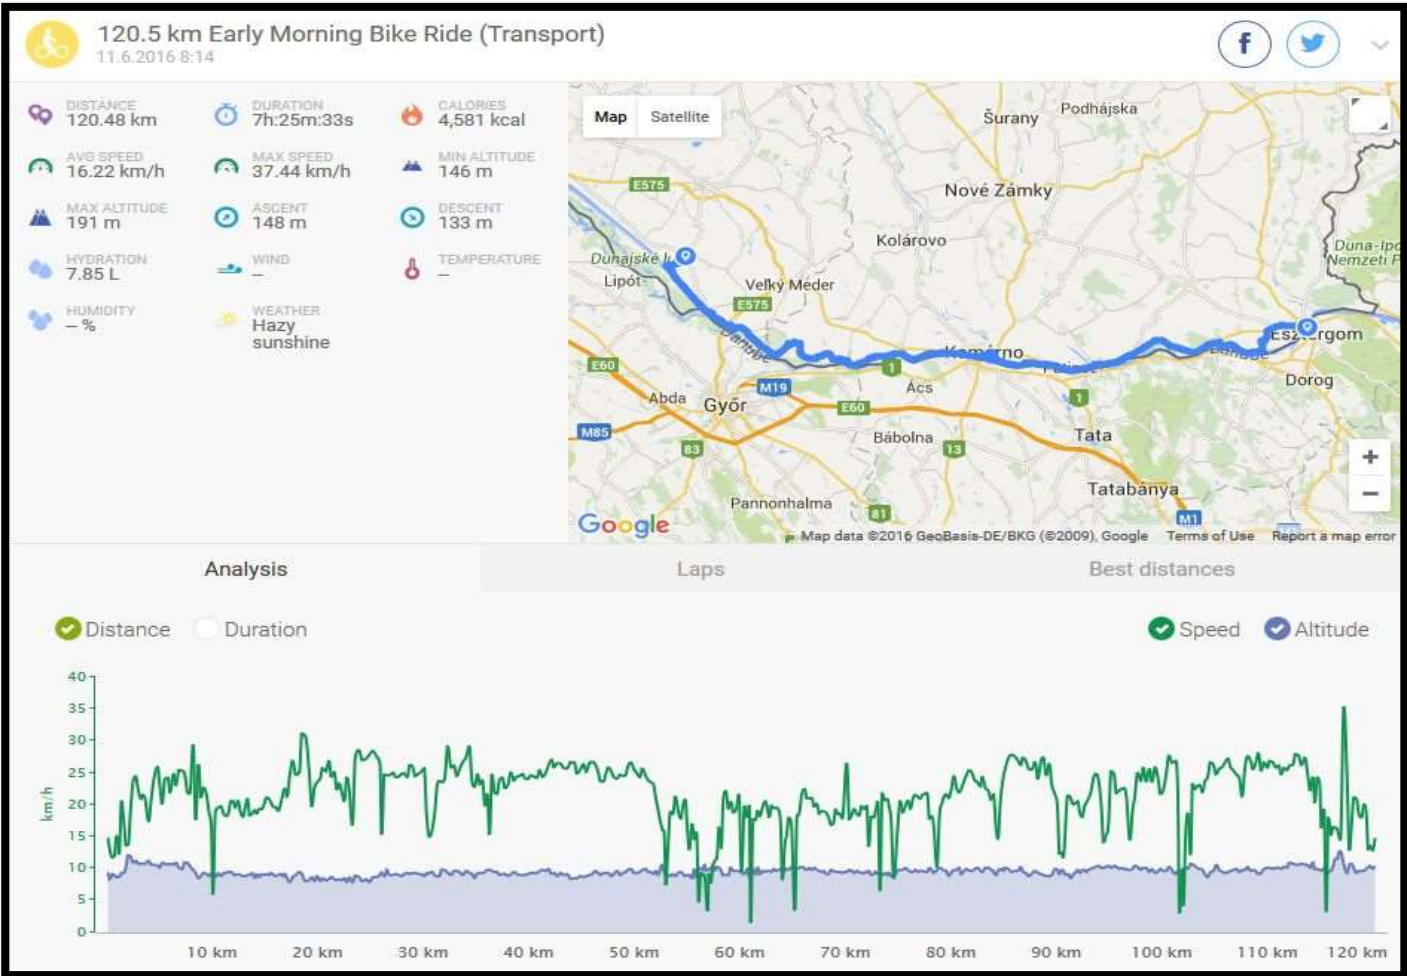 120.5 km Early Morning Bike Ride (Transport)
11.6.2016 8:14
f
DISTANCE
120.48 km
DURATION
7h:25m:33s
CALORIES
4,581 kcal
AVG SPEED
16.22 km/h
MAX SPEED
37.44 km/h
MIN ALTITUDE
146 m
MAX ALTITUDE
191 m
ASCENT
148 m
DESCENT
133 m
HYDRATION
7.85 L
WIND
–
TEMPERATURE
–
HUMIDITY
– %
WEATHER
Hazy
sunshine
Map Satellite
Šurany
Podhájska
E575
Nové Zámky
Kolárovo
Dunajské
Lipót
Veľký Meder
E575
Duna-Ipo
Nemzeti P
Danube
Komárno
Danube
Esztergom
E60
1
M19
Ács
1
Dorog
Abda
Győr
E60
M85
83
Bábolna
13
Tata
Tatabánya
Pannonhalma
81
M1
+
−
Google
Map data ©2016 GeoBasis-DE/BKG (©2009), Google Terms of Use Report a map error
Analysis Laps Best distances
Distance Duration Speed Altitude
km/h
40
35
30
25
20
15
10
5
0
10 km 20 km 30 km 40 km 50 km 60 km 70 km 80 km 90 km 100 km 110 km 120 km